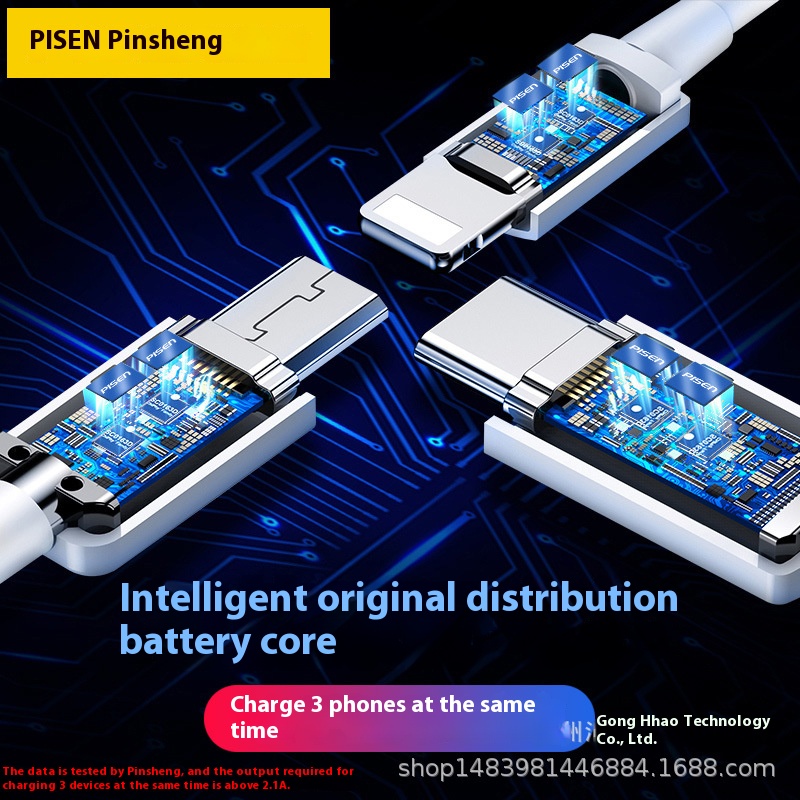 PISEN Pinsheng
PISEN
PISEN
PISEN
PISEN
PISEN
PISEN
Intelligent original distribution
battery core
Charge 3 phones at the same
time
州
Gong Hhao Technology
Co., Ltd.
The data is tested by Pinsheng, and the output required for
charging 3 devices at the same time is above 2.1A.
shop1483981446884.1688.com